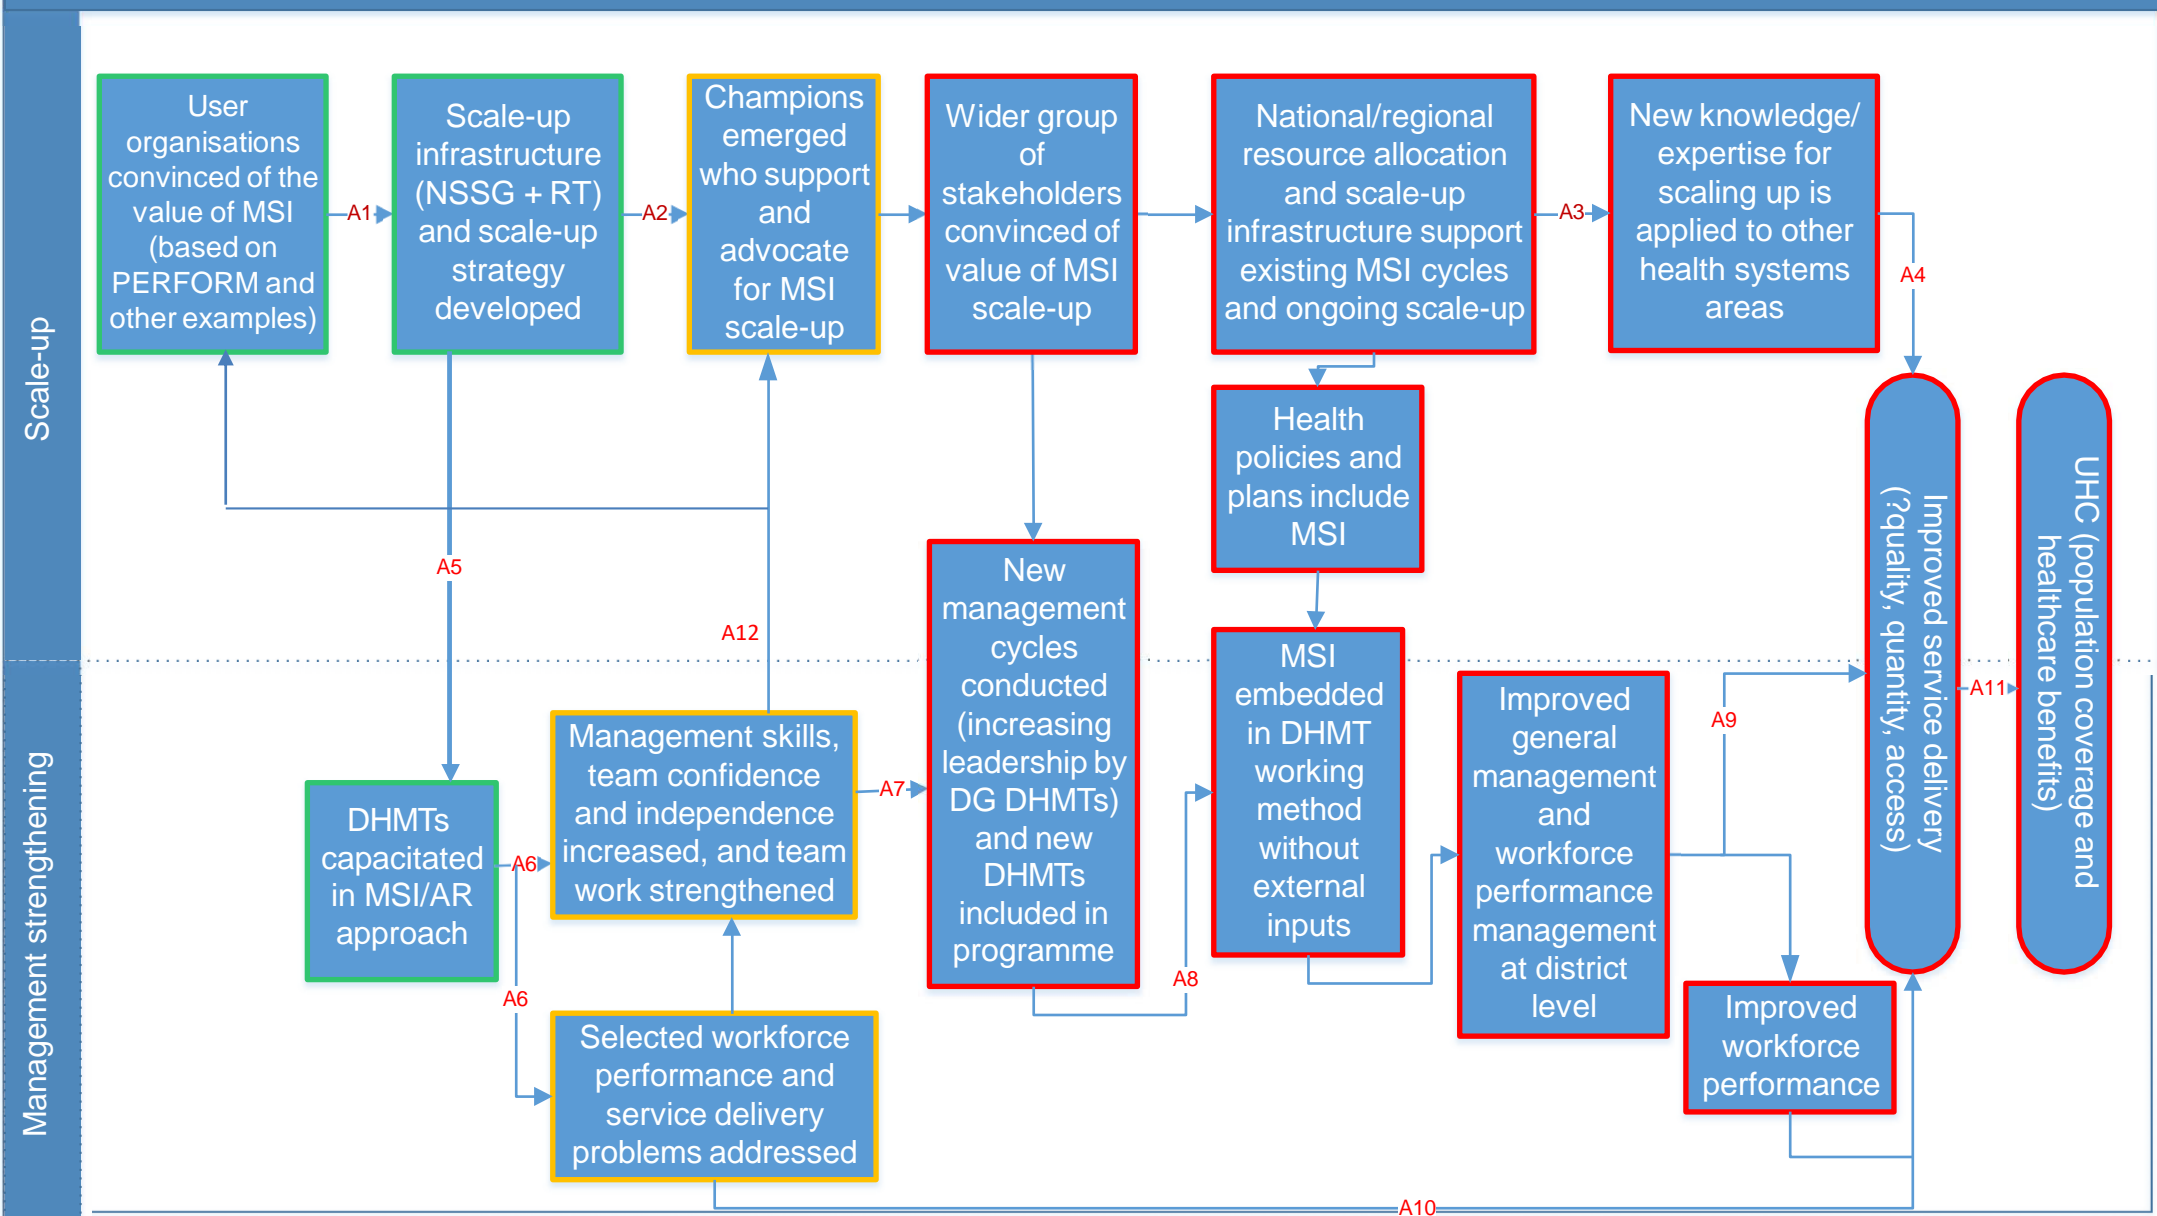 Scale-up
User
organisations
convinced of the
value of MSI
(based on
PERFORM and
other examples)
A1
Scale-up
infrastructure
(NSSG + RT)
and scale-up
strategy
developed
A2
Champions
emerged
who support
and
advocate
for MSI
scale-up
Wider group
of
stakeholders
convinced of
value of MSI
scale-up
National/regional
resource allocation
and scale-up
infrastructure support
existing MSI cycles
and ongoing scale-up
A3
New knowledge/
expertise for
scaling up is
applied to other
health systems
areas
A4
Health
policies and
plans include
MSI
A5
A12
Management strengthening
DHMTs
capacitated
in MSI/AR
approach
A6
A6
Management skills,
team confidence
and independence
increased, and team
work strengthened
A7
Selected workforce
performance and
service delivery
problems addressed
New
management
cycles
conducted
(increasing
leadership by
DG DHMTs)
and new
DHMTs
included in
programme
A8
MSI
embedded
in DHMT
working
method
without
external
inputs
Improved
general
management
and
workforce
performance
management
at district
level
A9
Improved
workforce
performance
A10
Improved service delivery
(?quality, quantity, access)
A11
UHC (population coverage and
healthcare benefits)